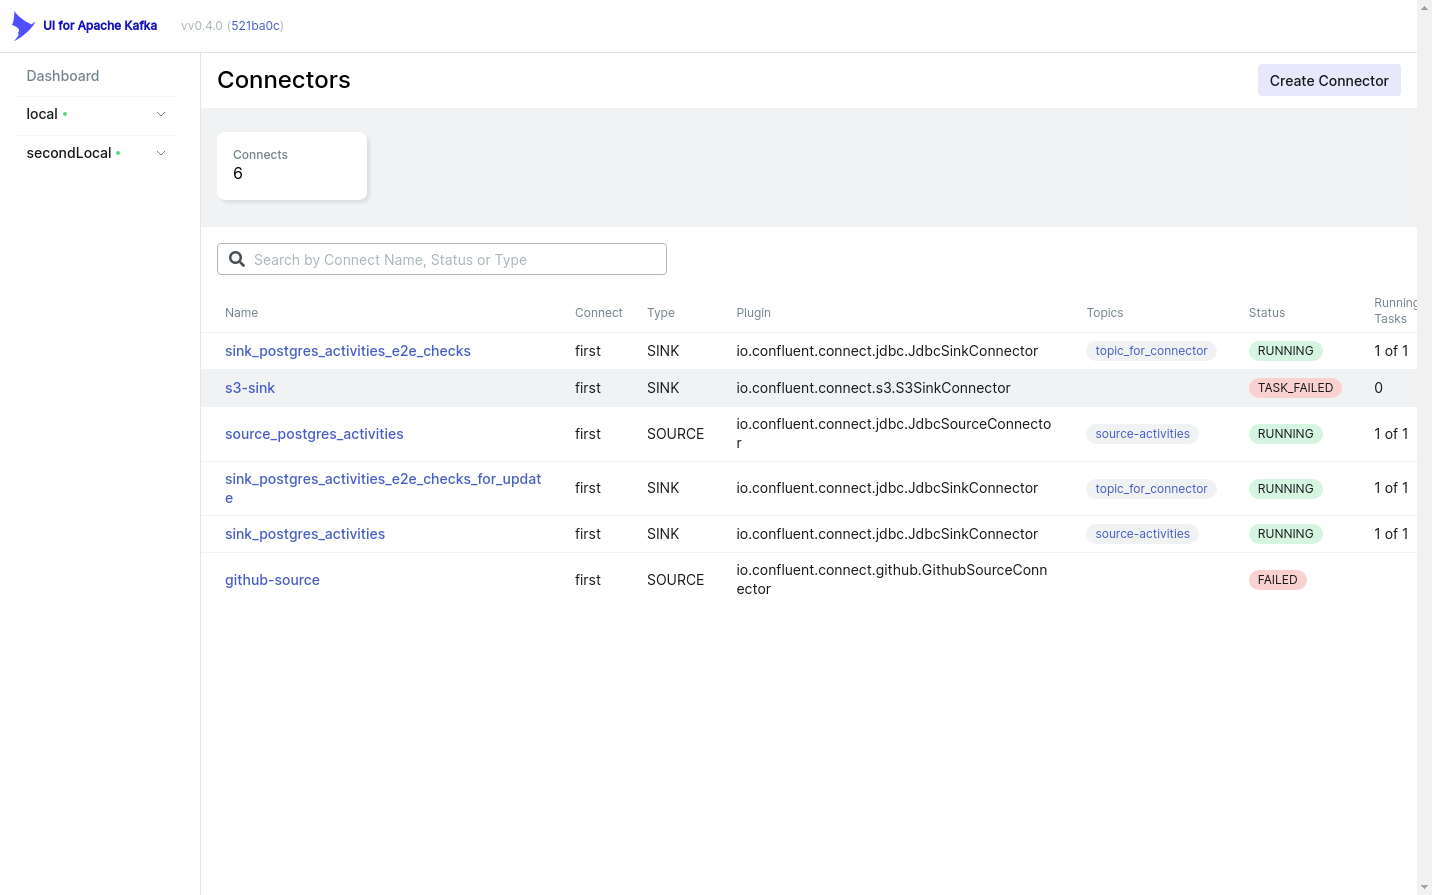 UI for Apache Kafka vv0.4.0 (521ba0c)
Dashboard
local
secondLocal
Connectors
Create Connector
Connects
6
Search by Connect Name, Status or Type
Name Connect Type Plugin Topics Status Running
Tasks
sink_postgres_activities_e2e_checks first SINK io.confluent.connect.jdbc.JdbcSinkConnector topic_for_connector RUNNING 1 of 1
s3-sink first SINK io.confluent.connect.s3.S3SinkConnector TASK_FAILED 0
source_postgres_activities first SOURCE io.confluent.connect.jdbc.JdbcSourceConnecto
r source-activities RUNNING 1 of 1
sink_postgres_activities_e2e_checks_for_updat
e first SINK io.confluent.connect.jdbc.JdbcSinkConnector topic_for_connector RUNNING 1 of 1
sink_postgres_activities first SINK io.confluent.connect.jdbc.JdbcSinkConnector source-activities RUNNING 1 of 1
github-source first SOURCE io.confluent.connect.github.GithubSourceConn
ector FAILED